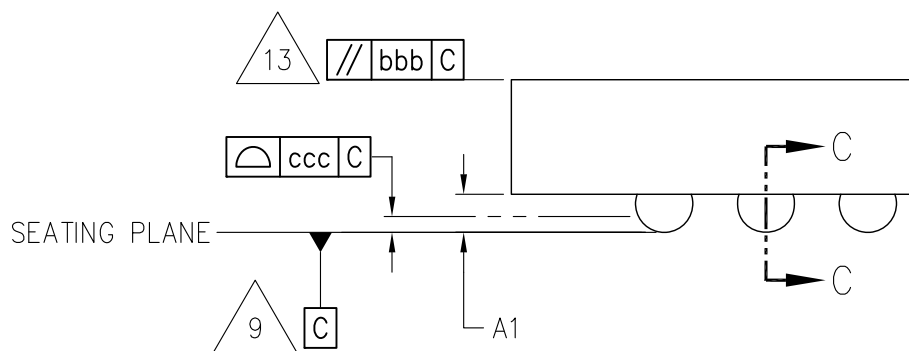 13
// bbb C
⌓ ccc C
C
SEATING PLANE
C
9
C
A1